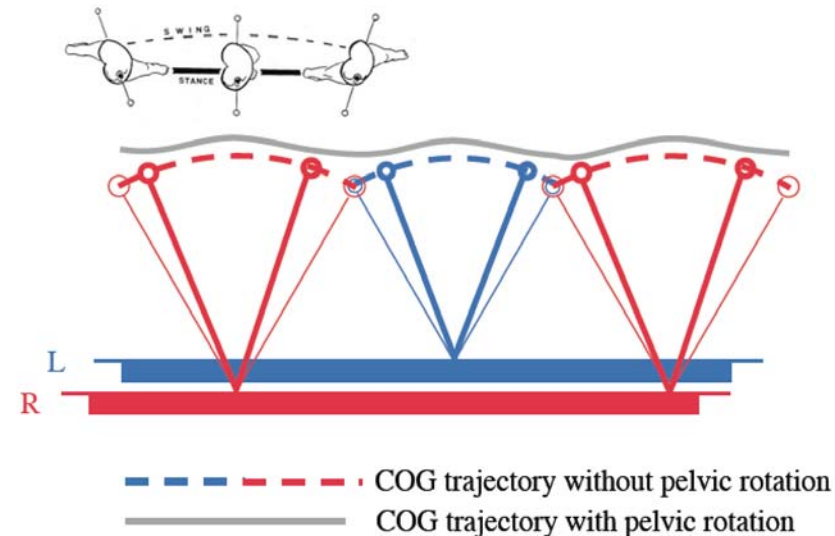 SWING
STANCE
L
R
COG trajectory without pelvic rotation
COG trajectory with pelvic rotation